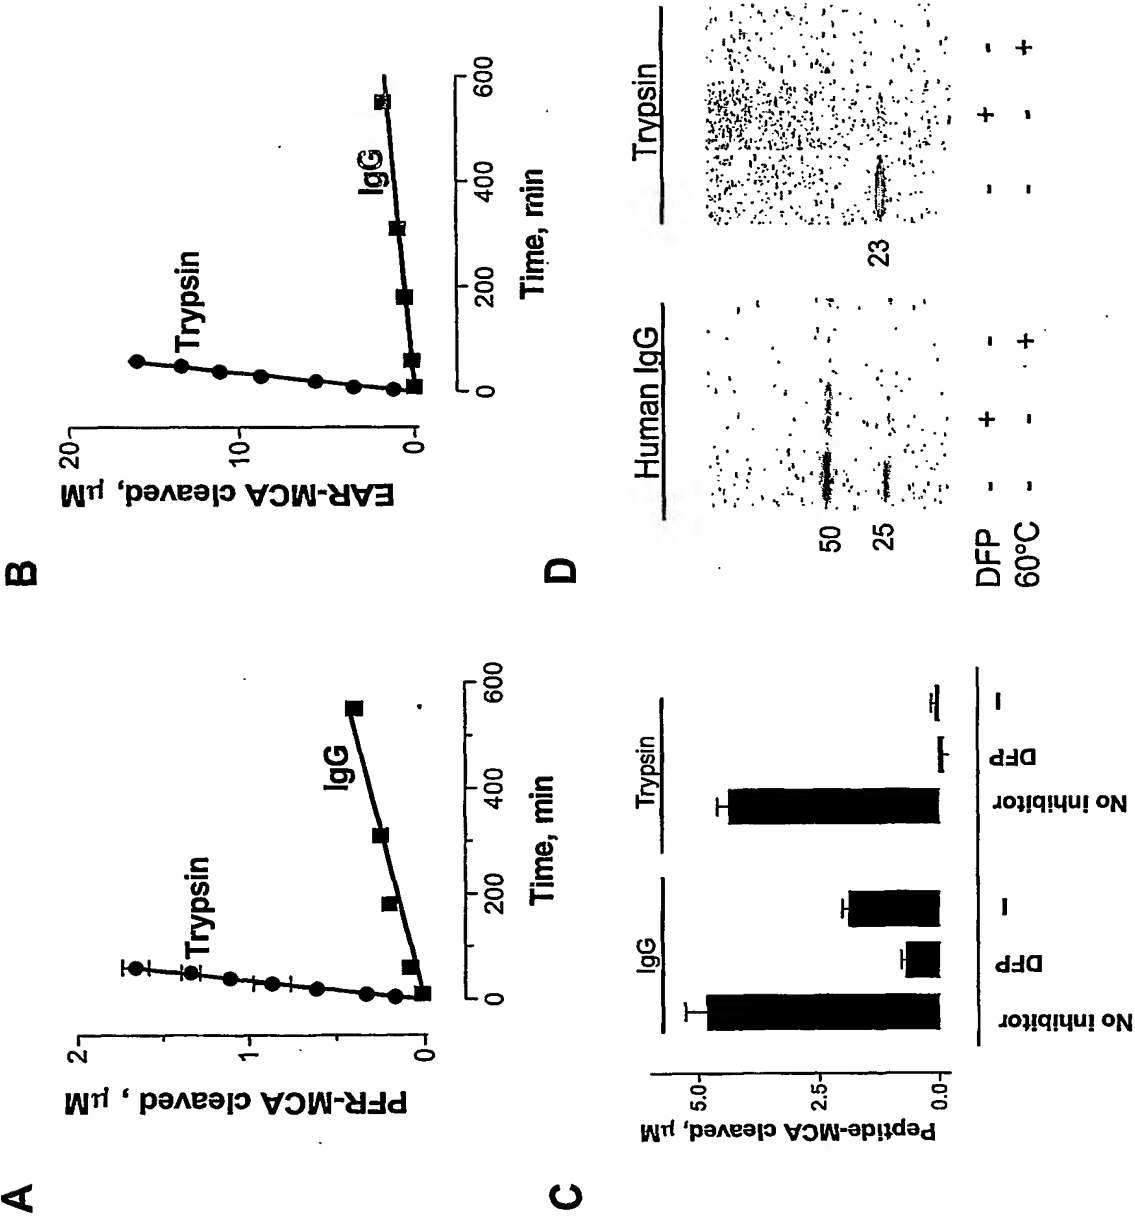 A
PFR-MCA cleaved , µM
2
1
0
Trypsin
IgG
0
200
400
600
Time, min
B
EAR-MCA cleaved, µM
20
10
0
Trypsin
IgG
0
200
400
600
Time, min
C
Peptide-MCA cleaved, µM
5.0
2.5
0.0
IgG
Trypsin
No inhibitor
DFP
I
No inhibitor
DFP
I
D
Human IgG
Trypsin
50
25
23
DFP - + - - + -
60°C - - + - - +